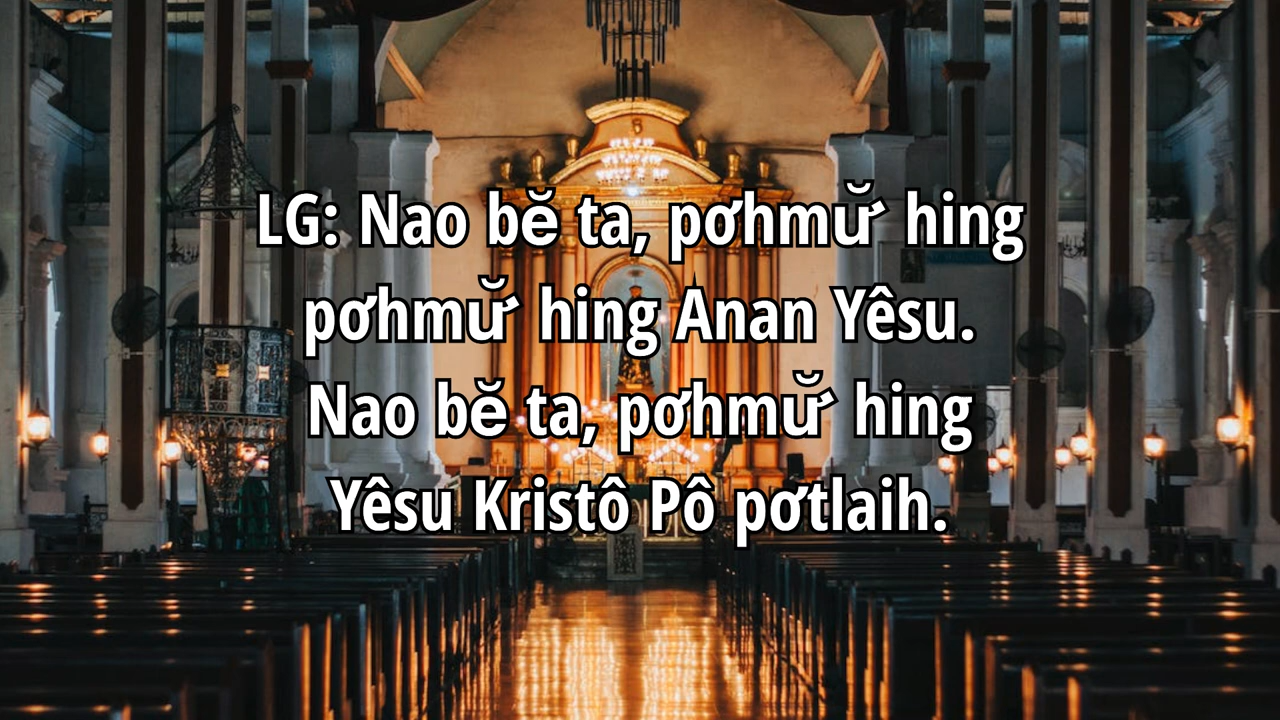 LG: Nao bĕ ta, pơhmư̆ hing
pơhmư̆ hing Anan Yêsu.
Nao bĕ ta, pơhmư̆ hing
Yêsu Kristô Pô pơtlaih.